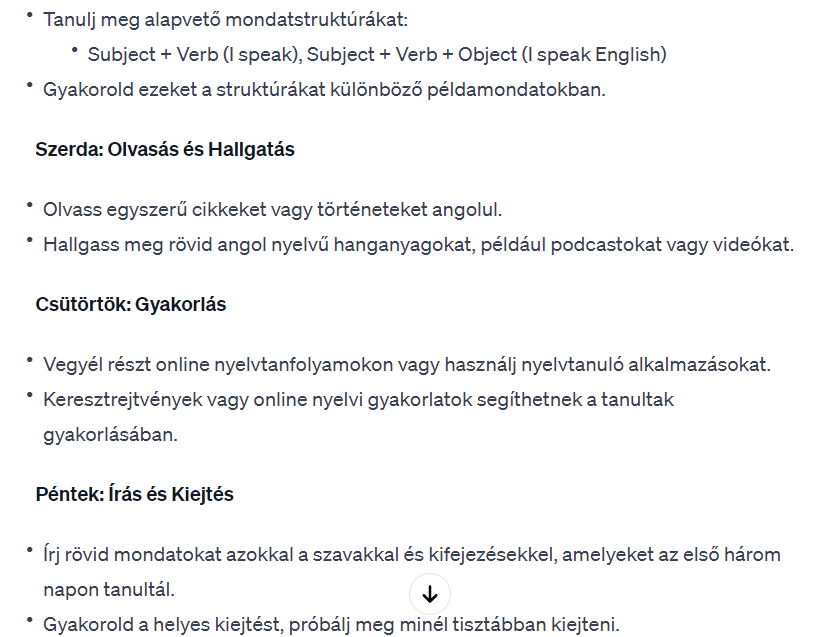 • Tanulj meg alapvető mondatstruktúrákat:
• Subject + Verb (I speak), Subject + Verb + Object (I speak English)
• Gyakorold ezeket a struktúrákat különböző példamondatokban.
Szerda: Olvasás és Hallgatás
• Olvass egyszerű cikkeket vagy történeteket angolul.
• Hallgass meg rövid angol nyelvű hanganyagokat, például podcastokat vagy videókat.
Csütörtök: Gyakorlás
• Vegyél részt online nyelvtanfolyamokon vagy használj nyelvtanuló alkalmazásokat.
• Keresztrejtvények vagy online nyelvi gyakorlatok segíthetnek a tanultak
gyakorlásában.
Péntek: Írás és Kiejtés
• Írj rövid mondatokat azokkal a szavakkal és kifejezésekkel, amelyeket az első három
napon tanultál.
• Gyakorold a helyes kiejtést, próbálj meg minél tisztábban kiejteni.